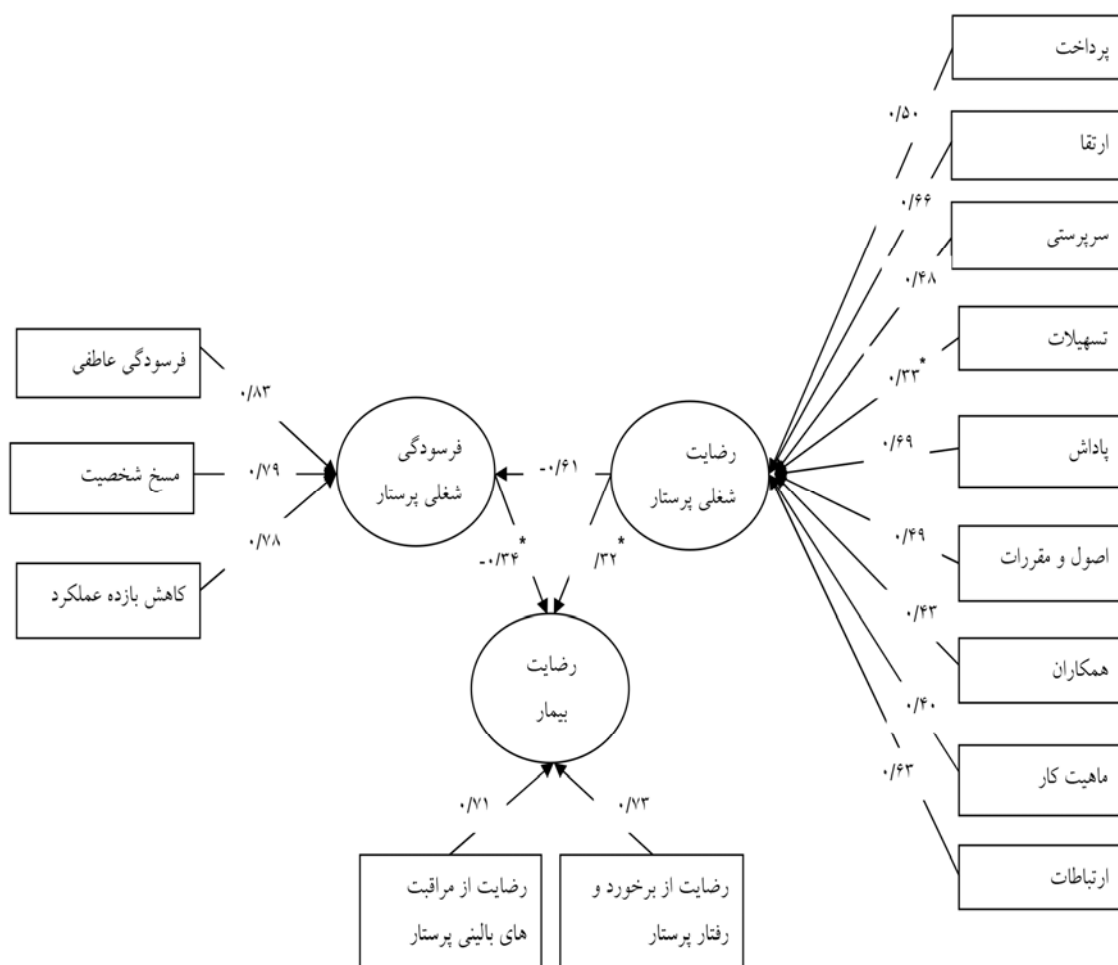 پرداخت
۰/۵۰
ارتقا
۰/۶۶
سرپرستی
۰/۴۸
تسهیلات
۰/۳۳*
پاداش
۰/۶۹
اصول و مقررات
۰/۴۹
همکاران
۰/۴۳
ماهیت کار
۰/۴۰
ارتباطات
۰/۶۳
رضایت
شغلی پرستار
-۰/۶۱
/۳۲*
فرسودگی
شغلی پرستار
-۰/۳۴*
فرسودگی عاطفی
۰/۸۳
مسخ شخصیت
۰/۷۹
کاهش بازده عملکرد
۰/۷۸
رضایت
بیمار
۰/۷۳
۰/۷۱
رضایت از برخورد و
رفتار پرستار
رضایت از مراقبت
های بالینی پرستار